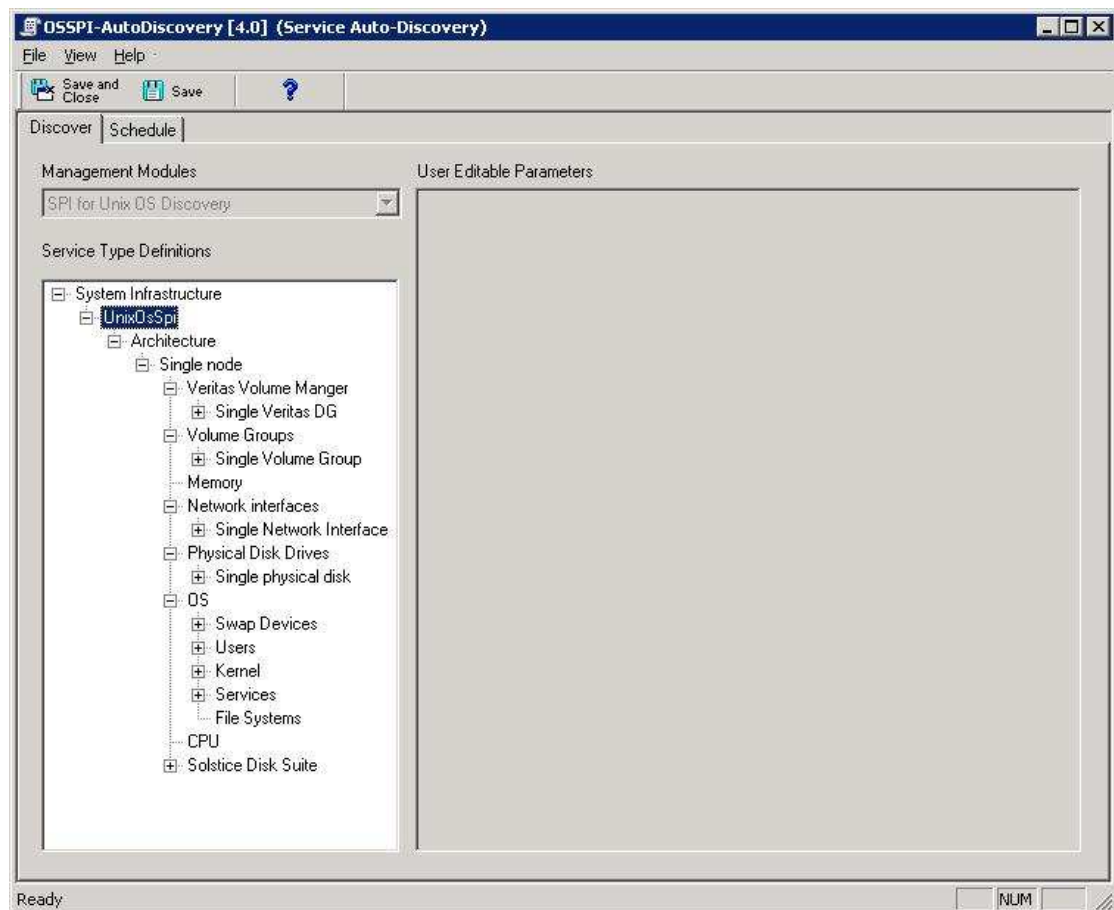 OSSPI-AutoDiscovery [4.0] (Service Auto-Discovery)
File View Help
Save and Close Save ?
Discover Schedule
Management Modules User Editable Parameters
SPI for Unix OS Discovery
Service Type Definitions
System Infrastructure
UnixOsSpi
Architecture
Single node
Veritas Volume Manger
Single Veritas DG
Volume Groups
Single Volume Group
Memory
Network interfaces
Single Network Interface
Physical Disk Drives
Single physical disk
OS
Swap Devices
Users
Kernel
Services
File Systems
CPU
Solstice Disk Suite
Ready NUM